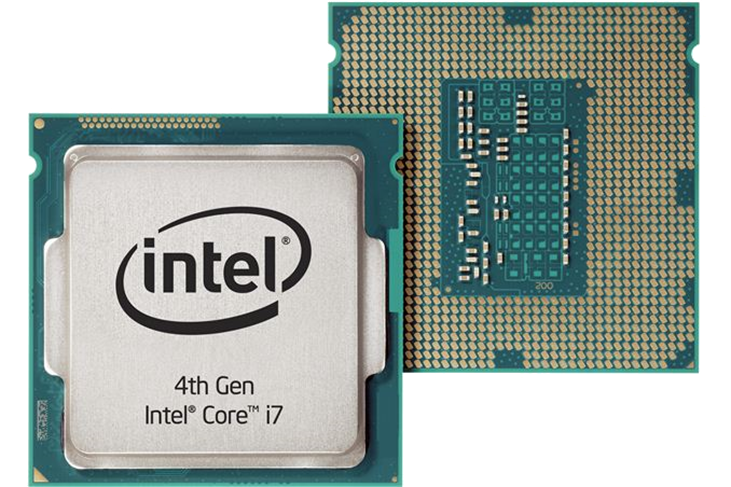 intel®
4th Gen
Intel® Core™ i7
200